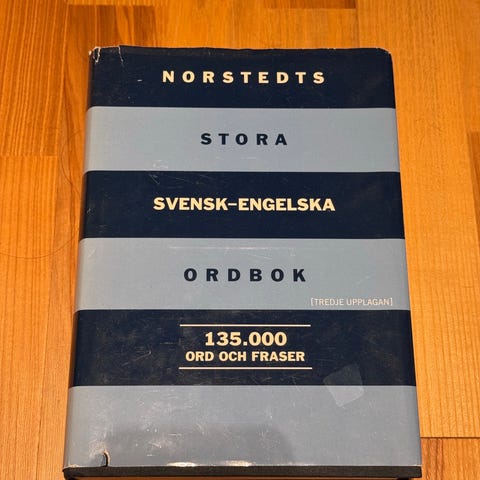 NORSTEDTS
STORA
SVENSK–ENGELSKA
ORDBOK
[TREDJE UPPLAGAN]
135.000
ORD OCH FRASER